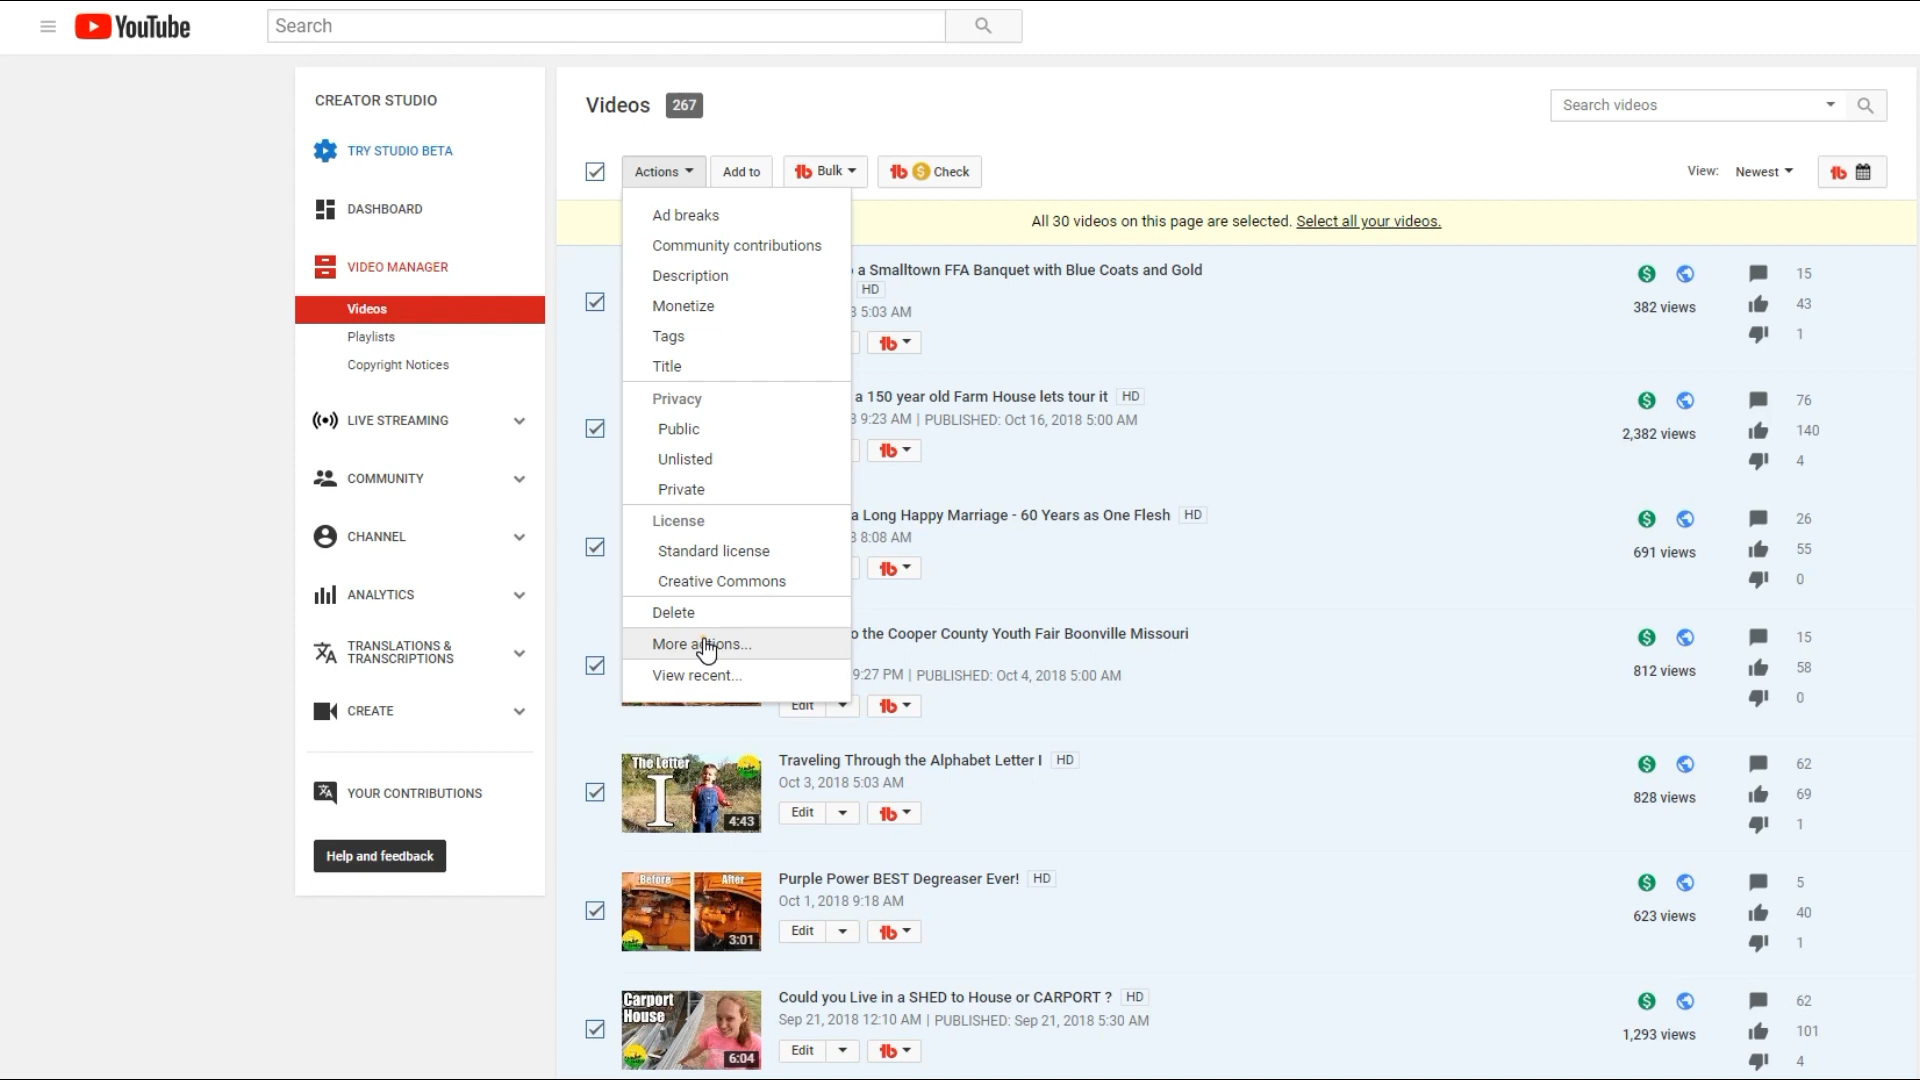 YouTube
Search
CREATOR STUDIO
TRY STUDIO BETA
DASHBOARD
VIDEO MANAGER
Videos
Playlists
Copyright Notices
LIVE STREAMING
COMMUNITY
CHANNEL
ANALYTICS
TRANSLATIONS &
TRANSCRIPTIONS
CREATE
YOUR CONTRIBUTIONS
Help and feedback
Videos 267
Search videos
Actions Add to Bulk $ Check
View: Newest
All 30 videos on this page are selected. Select all your videos.
Ad breaks
Community contributions
Description
Monetize
Tags
Title
Privacy
Public
Unlisted
Private
License
Standard license
Creative Commons
Delete
More actions...
View recent...
a Smalltown FFA Banquet with Blue Coats and Gold
HD
5:03 AM
$
382 views
15
43
1
a 150 year old Farm House lets tour it HD
9:23 AM | PUBLISHED: Oct 16, 2018 5:00 AM
$
2,382 views
76
140
4
a Long Happy Marriage - 60 Years as One Flesh HD
8:08 AM
$
691 views
26
55
0
the Cooper County Youth Fair Boonville Missouri
9:27 PM | PUBLISHED: Oct 4, 2018 5:00 AM
Edit
$
812 views
15
58
0
The Letter
I
4:43
Traveling Through the Alphabet Letter I HD
Oct 3, 2018 5:03 AM
Edit
$
828 views
62
69
1
Before After
3:01
Purple Power BEST Degreaser Ever! HD
Oct 1, 2018 9:18 AM
Edit
$
623 views
5
40
1
Carport
House
6:04
Could you Live in a SHED to House or CARPORT ? HD
Sep 21, 2018 12:10 AM | PUBLISHED: Sep 21, 2018 5:30 AM
Edit
$
1,293 views
62
101
4